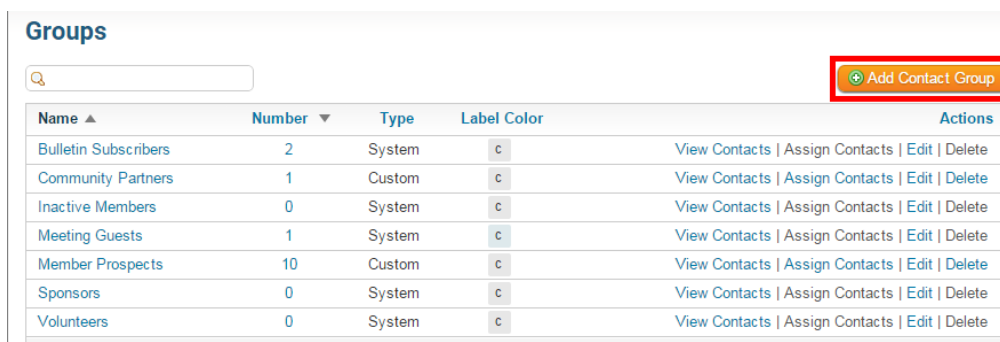 Groups
Add Contact Group
Name Number Type Label Color Actions
Bulletin Subscribers 2 System c View Contacts | Assign Contacts | Edit | Delete
Community Partners 1 Custom c View Contacts | Assign Contacts | Edit | Delete
Inactive Members 0 System c View Contacts | Assign Contacts | Edit | Delete
Meeting Guests 1 System c View Contacts | Assign Contacts | Edit | Delete
Member Prospects 10 Custom c View Contacts | Assign Contacts | Edit | Delete
Sponsors 0 System c View Contacts | Assign Contacts | Edit | Delete
Volunteers 0 System c View Contacts | Assign Contacts | Edit | Delete